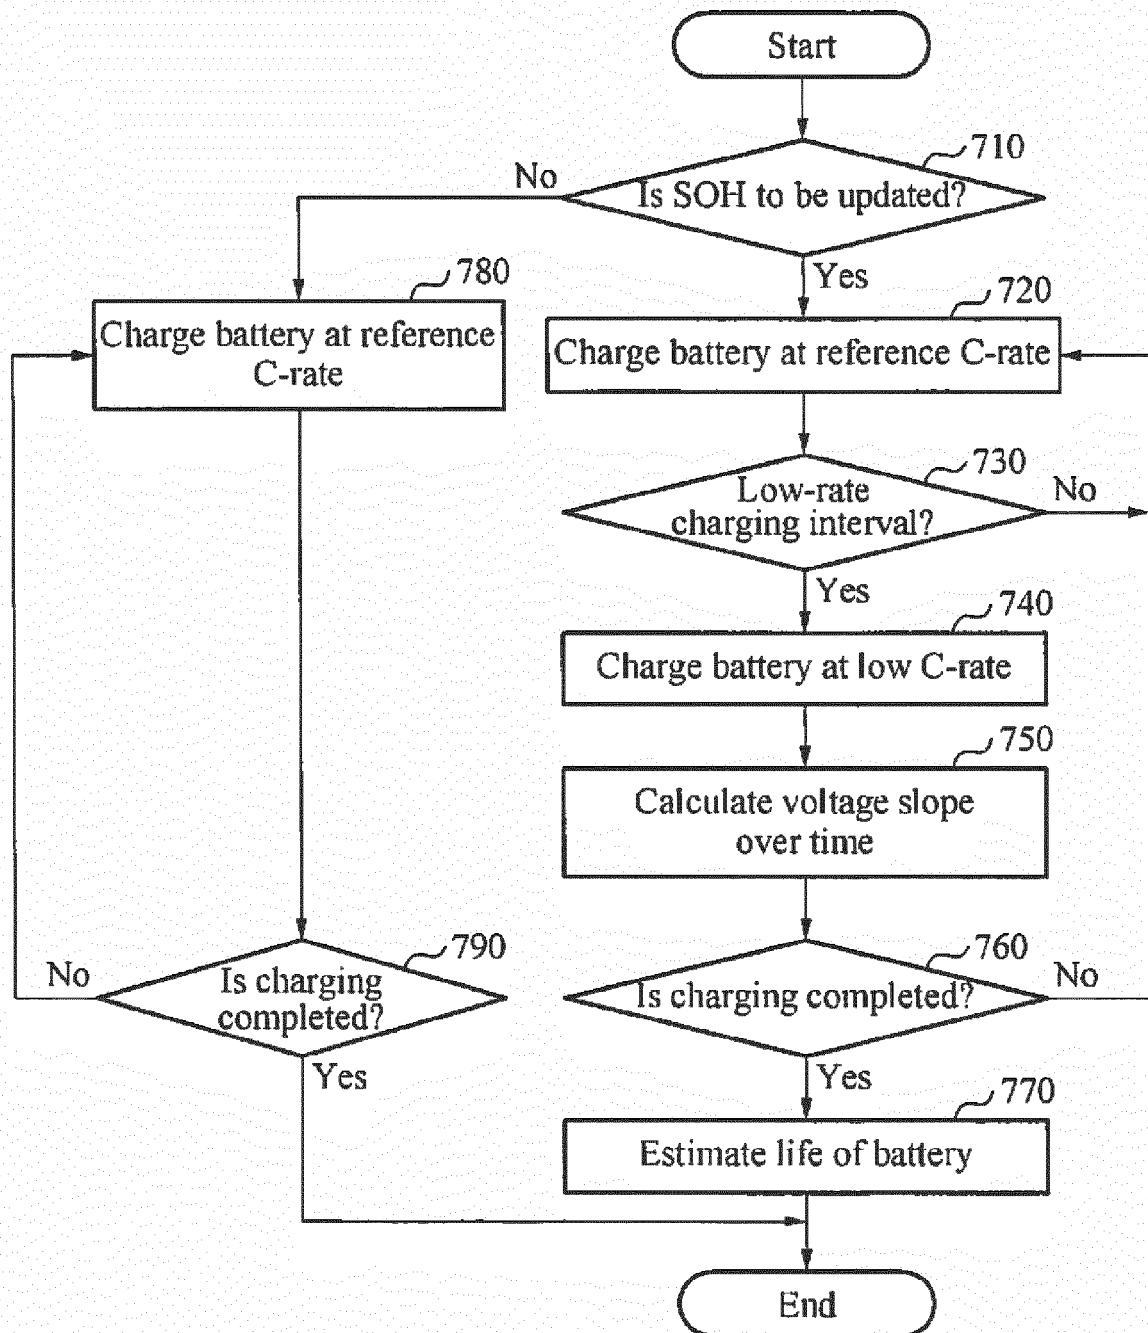 Start
710
Is SOH to be updated?
No
Yes
780
Charge battery at reference
C-rate
720
Charge battery at reference C-rate
730
Low-rate
charging interval?
No
Yes
740
Charge battery at low C-rate
750
Calculate voltage slope
over time
790
Is charging
completed?
No
Yes
760
Is charging completed?
No
Yes
770
Estimate life of battery
End